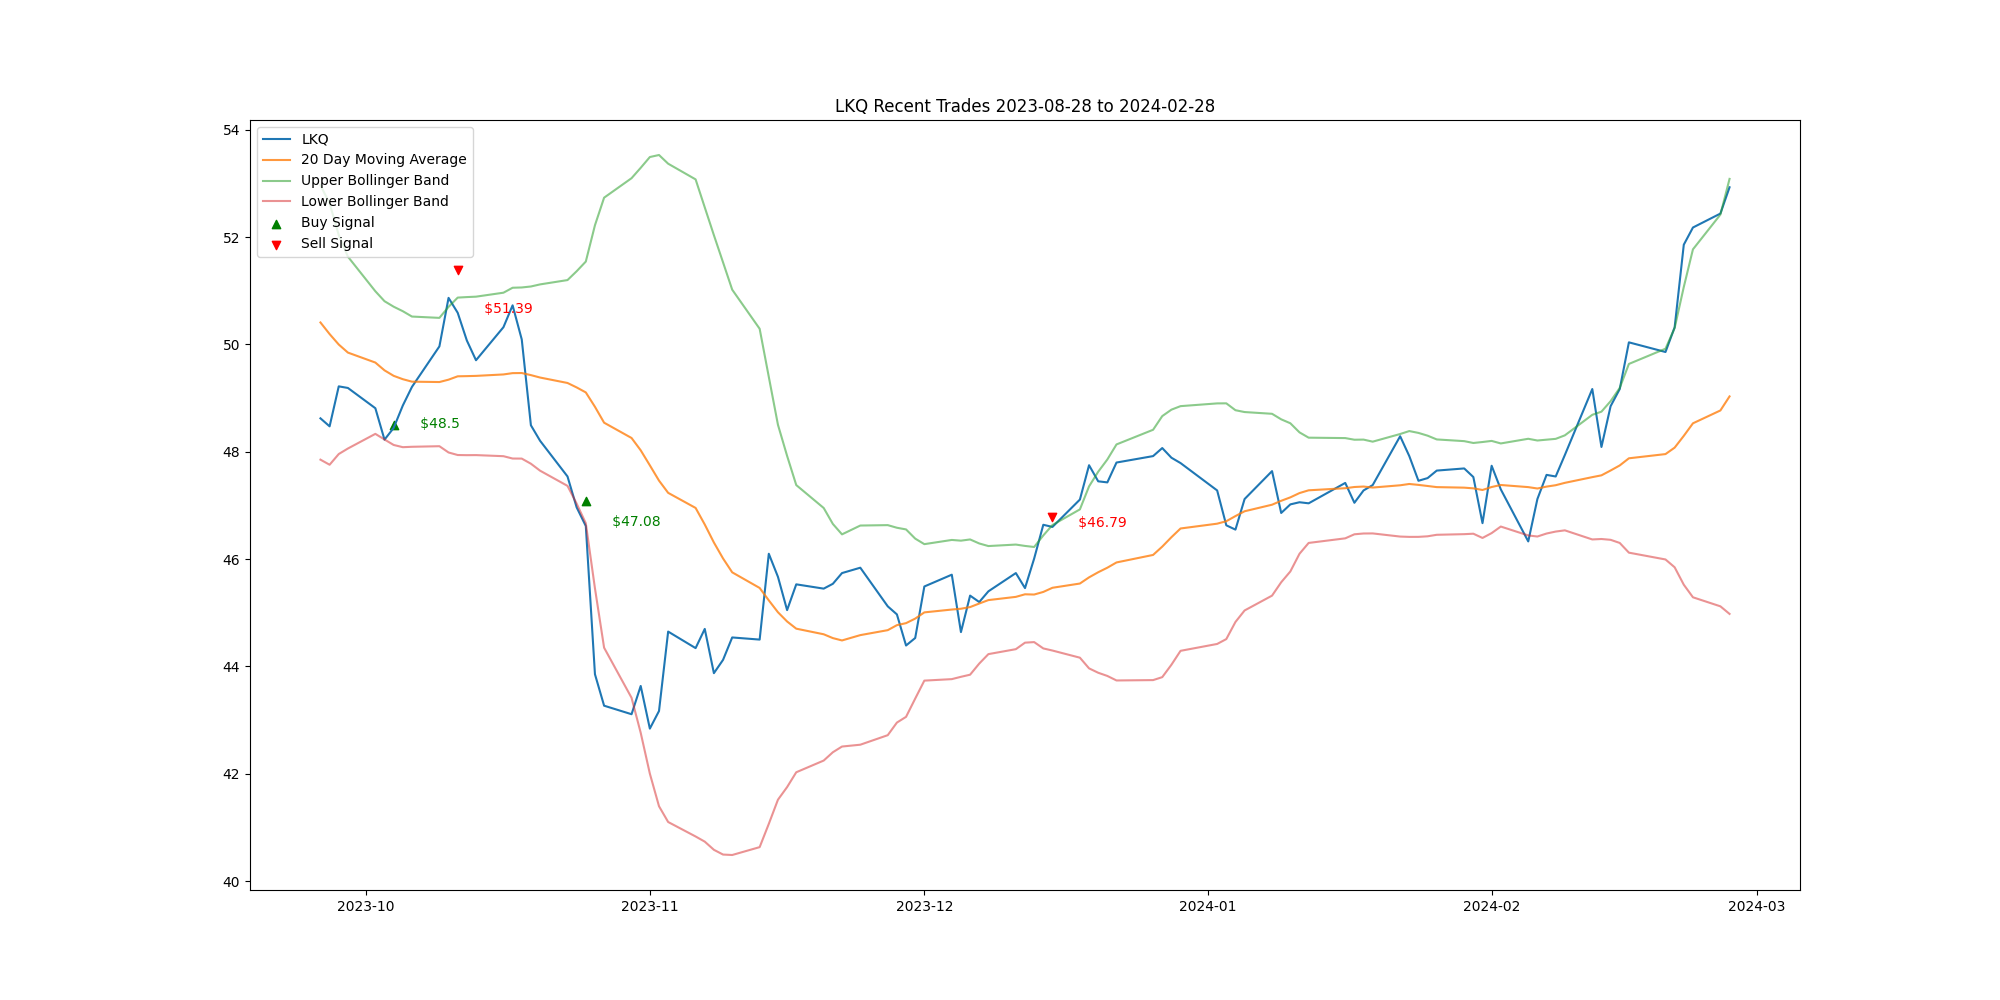 LKQ Recent Trades 2023-08-28 to 2024-02-28
54
52
50
48
46
44
42
40
LKQ
20 Day Moving Average
Upper Bollinger Band
Lower Bollinger Band
Buy Signal
Sell Signal
$51.39
$48.5
$47.08
$46.79
2023-10
2023-11
2023-12
2024-01
2024-02
2024-03